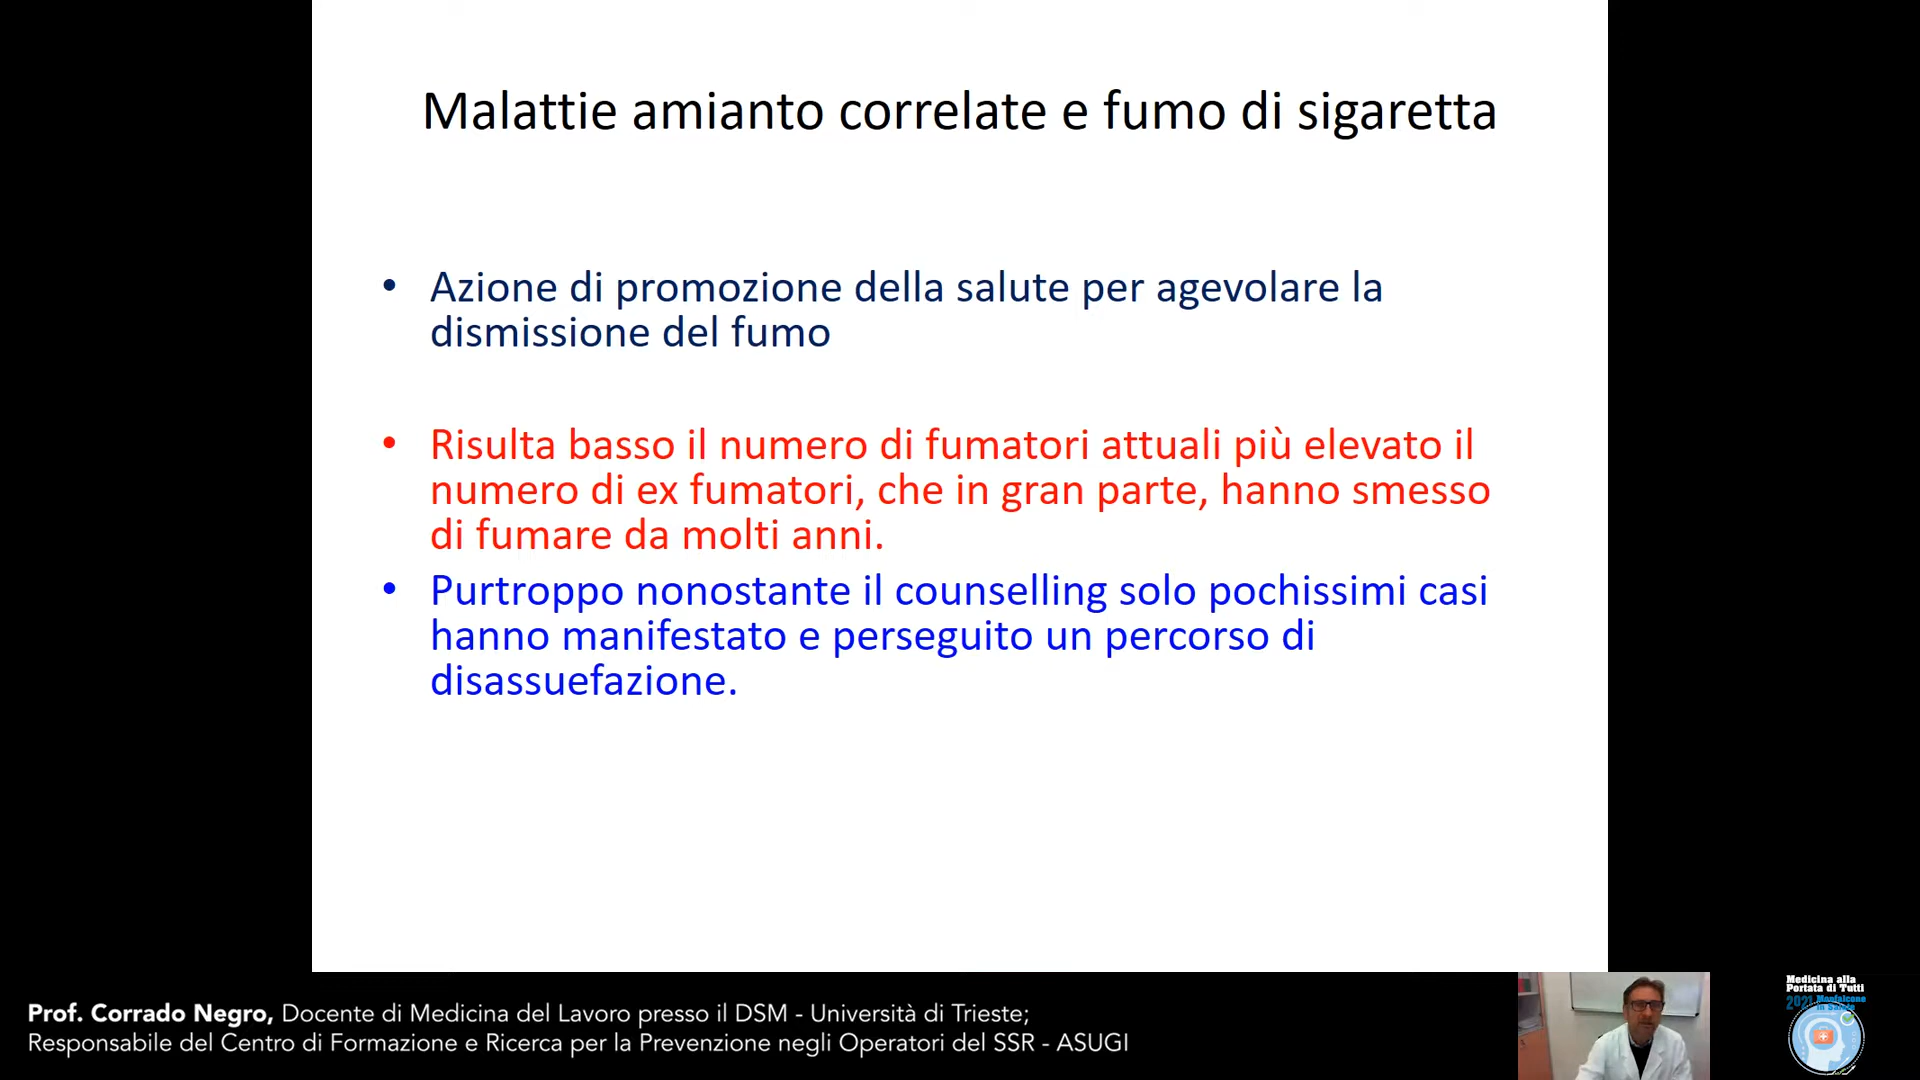 Malattie amianto correlate e fumo di sigaretta
• Azione di promozione della salute per agevolare la
dismissione del fumo
• Risulta basso il numero di fumatori attuali più elevato il
numero di ex fumatori, che in gran parte, hanno smesso
di fumare da molti anni.
• Purtroppo nonostante il counselling solo pochissimi casi
hanno manifestato e perseguito un percorso di
disassuefazione.
Prof. Corrado Negro, Docente di Medicina del Lavoro presso il DSM - Università di Trieste;
Responsabile del Centro di Formazione e Ricerca per la Prevenzione negli Operatori del SSR - ASUGI
Medicina alla
Portata di Tutti
2021 Monfalcone
in Salute